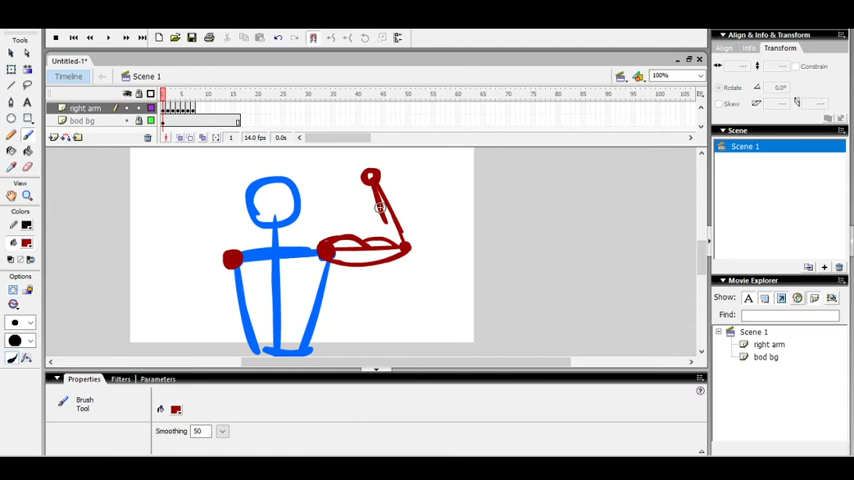 Tools
View
Colors
Options
Untitled-1*
Timeline
Scene 1
100%
1 5 10 15 20 25 30 35 40 45 50 55 60 65 70 75 80 85 90 95 100
right arm
bod bg
1 14.0 fps 0.0s
Properties Filters Parameters
Brush
Tool
Smoothing 50
Align & Info & Transform
Align Info Transform
Constrain
Rotate 0.0°
Skew
Scene
Scene 1
Movie Explorer
Show: A
Find:
Scene 1
right arm
bod bg